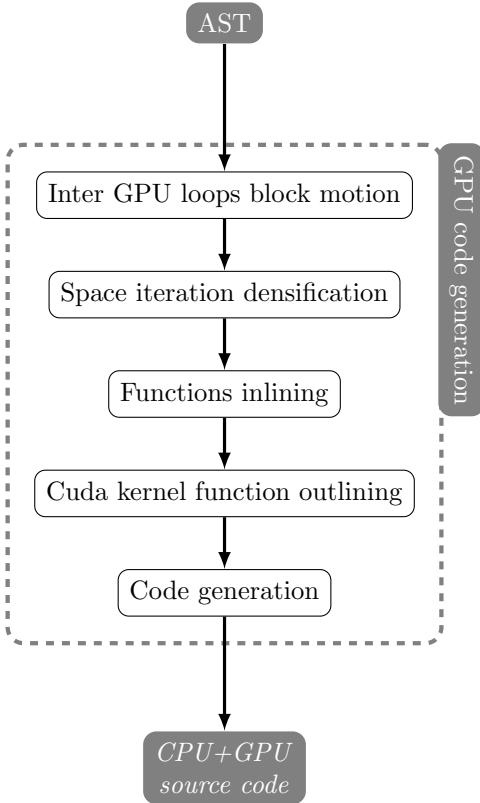 AST
GPU code generation
Inter GPU loops block motion
Space iteration densification
Functions inlining
Cuda kernel function outlining
Code generation
CPU+GPU
source code